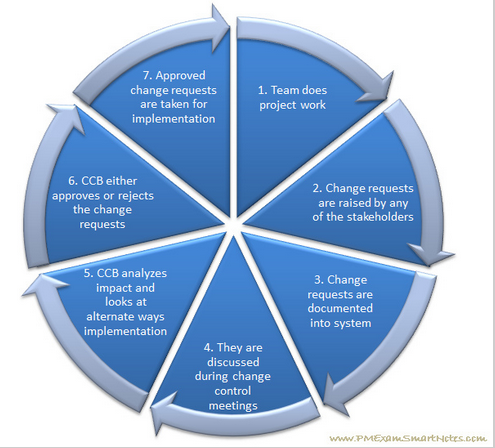 1. Team does
project work
2. Change requests
are raised by any
of the stakeholders
3. Change
requests are
documented
into system
4. They are
discussed
during change
control
meetings
5. CCB analyzes
impact and
looks at
alternate ways
implementation
6. CCB either
approves or rejects
the change
requests
7. Approved
change requests
are taken for
implementation
www.PMExamSmartNotes.com